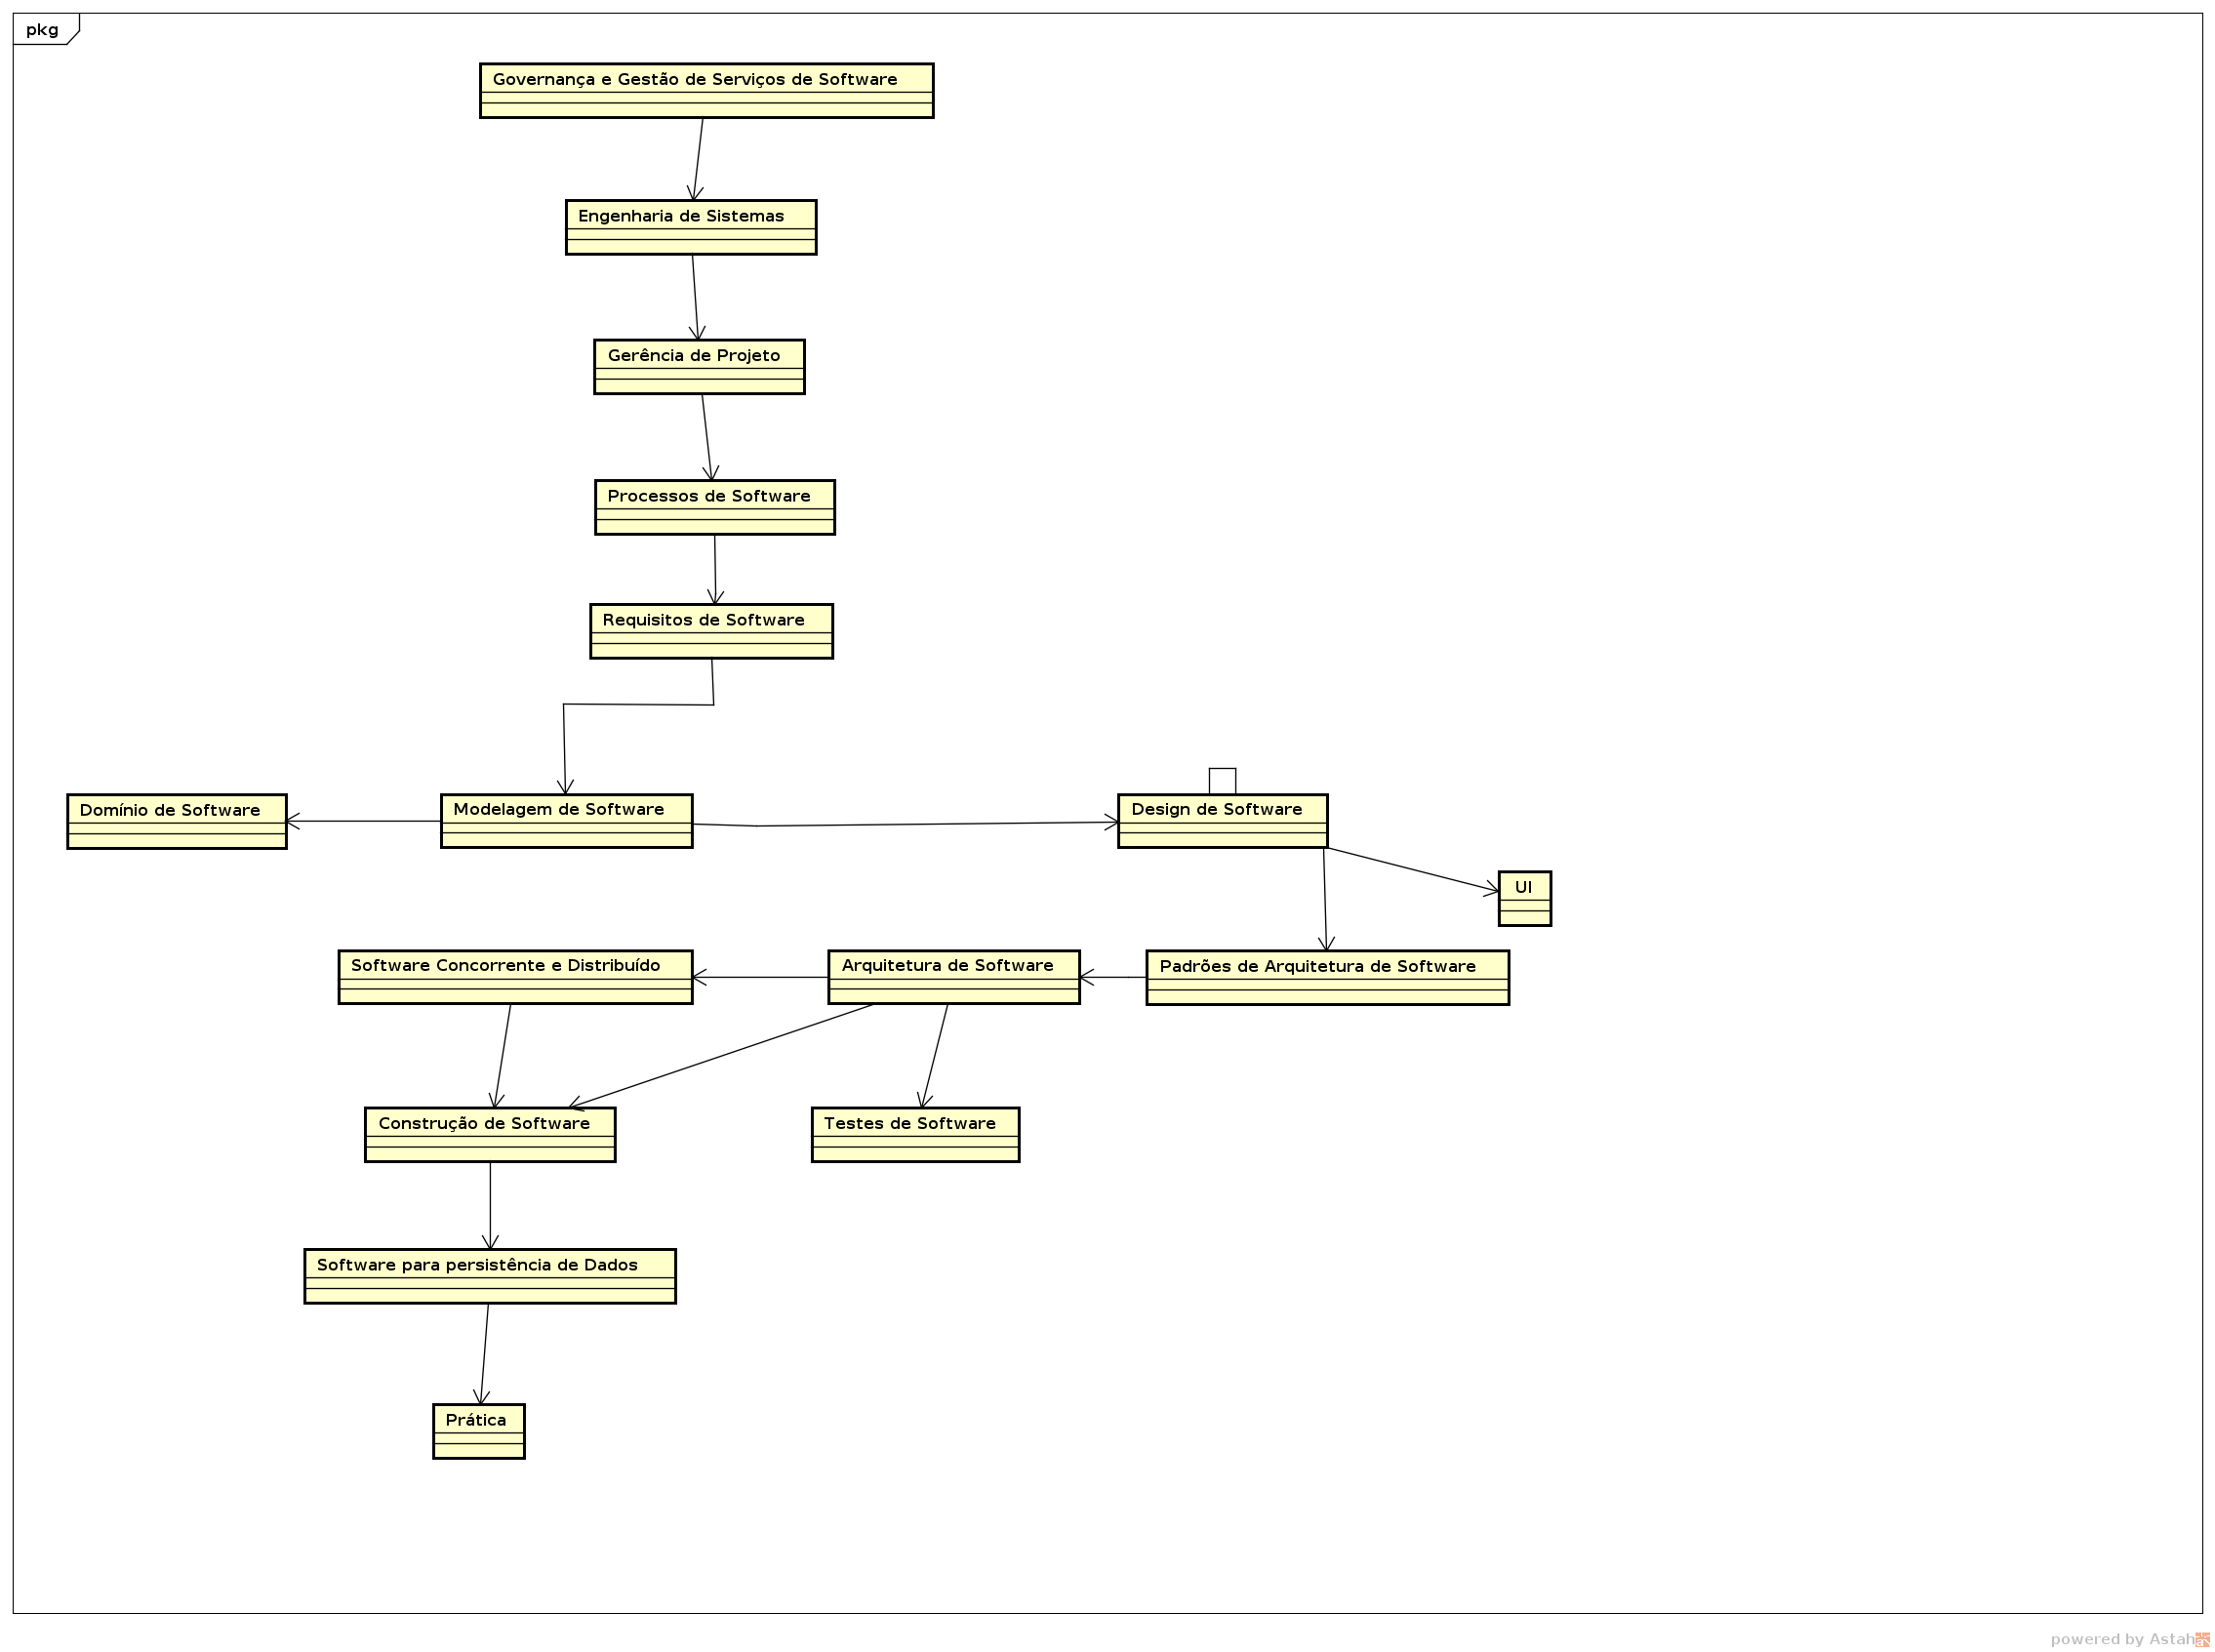 pkg
Governança e Gestão de Serviços de Software
Engenharia de Sistemas
Gerência de Projeto
Processos de Software
Requisitos de Software
Domínio de Software
Modelagem de Software
Design de Software
UI
Software Concorrente e Distribuído
Arquitetura de Software
Padrões de Arquitetura de Software
Construção de Software
Testes de Software
Software para persistência de Dados
Prática
powered by Astah